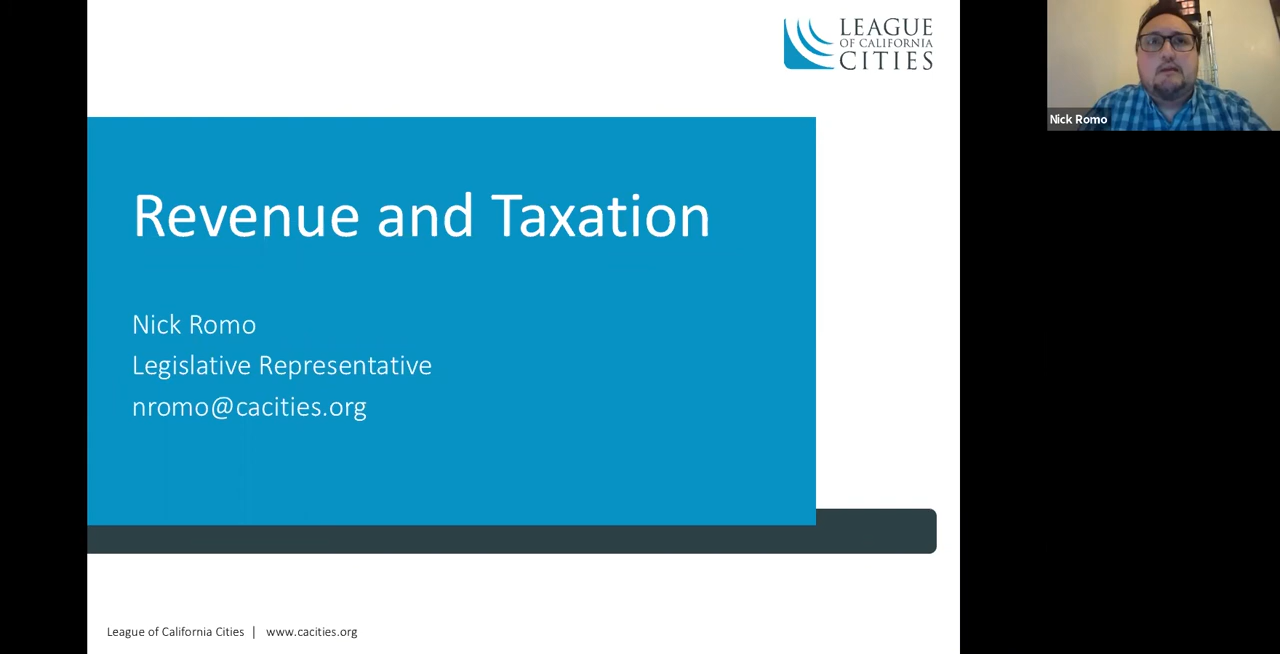 LEAGUE
OF CALIFORNIA
CITIES
Nick Romo
Revenue and Taxation
Nick Romo
Legislative Representative
nromo@cacities.org
League of California Cities | www.cacities.org